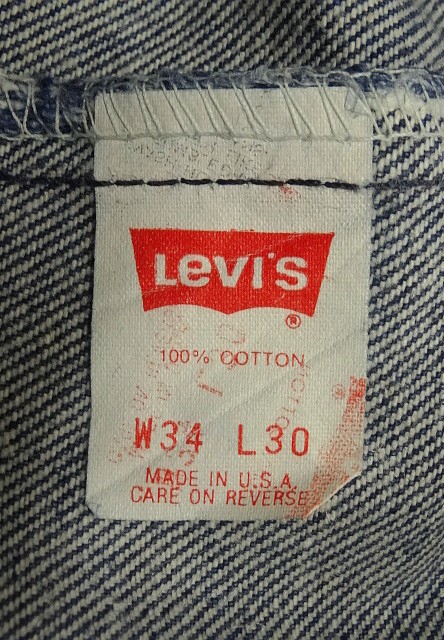 Levi's
®
100% COTTON
W34 L30
MADE IN U.S.A.
CARE ON REVERSE